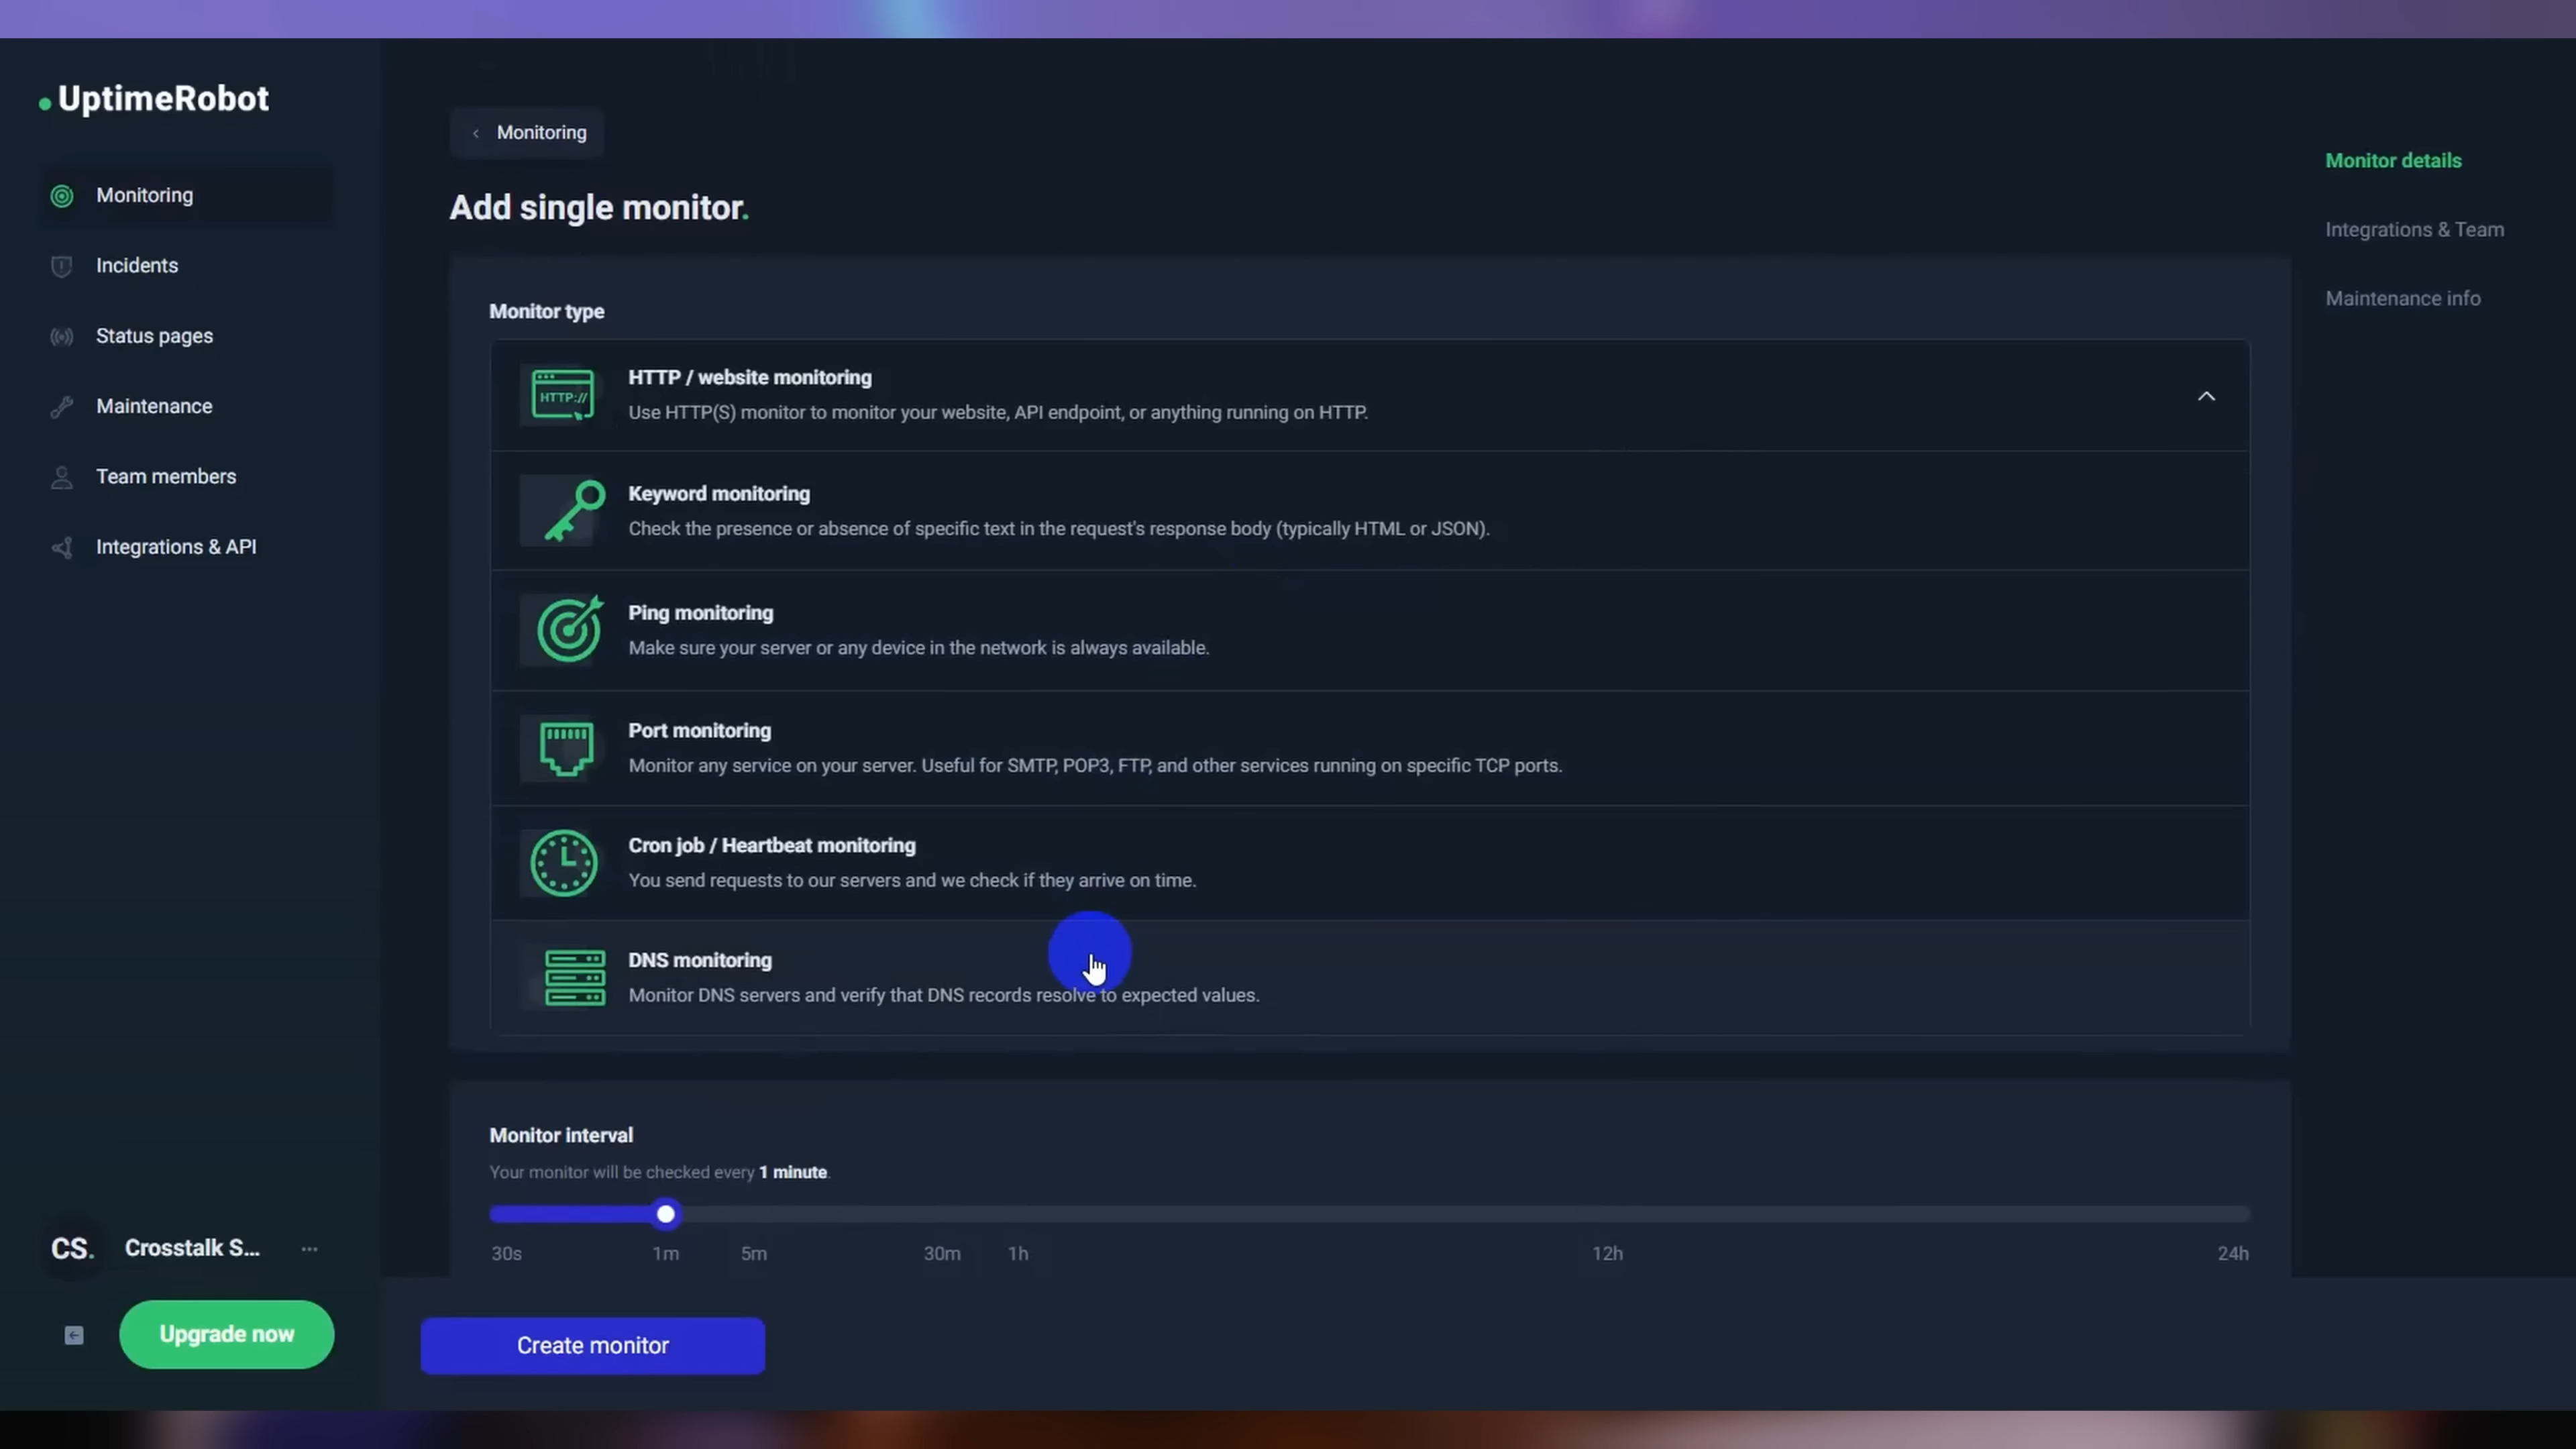 UptimeRobot
Monitoring
Incidents
Status pages
Maintenance
Team members
Integrations & API
CS.
Crosstalk S...
Upgrade now
Monitoring
Add single monitor.
Monitor type
HTTP://
HTTP / website monitoring
Use HTTP(S) monitor to monitor your website, API endpoint, or anything running on HTTP.
Keyword monitoring
Check the presence or absence of specific text in the request's response body (typically HTML or JSON).
Ping monitoring
Make sure your server or any device in the network is always available.
Port monitoring
Monitor any service on your server. Useful for SMTP, POP3, FTP, and other services running on specific TCP ports.
Cron job / Heartbeat monitoring
You send requests to our servers and we check if they arrive on time.
DNS monitoring
Monitor DNS servers and verify that DNS records resolve to expected values.
Monitor interval
Your monitor will be checked every 1 minute.
30s 1m 5m 30m 1h 12h 24h
Create monitor
Monitor details
Integrations & Team
Maintenance info